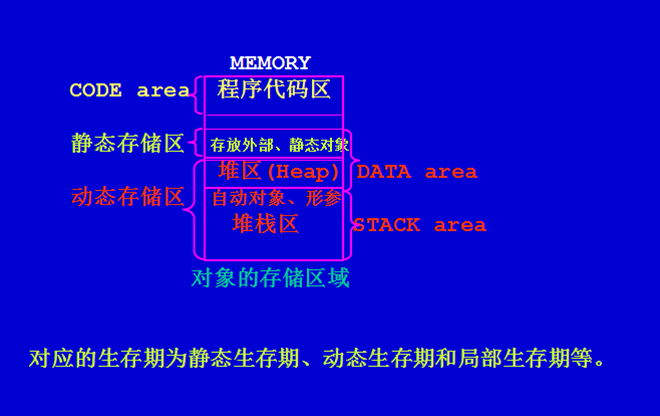 MEMORY
CODE area 程序代码区
静态存储区 存放外部、静态对象
堆区(Heap) DATA area
动态存储区 自动对象、形参
堆栈区 STACK area
对象的存储区域
对应的生存期为静态生存期、动态生存期和局部生存期等。